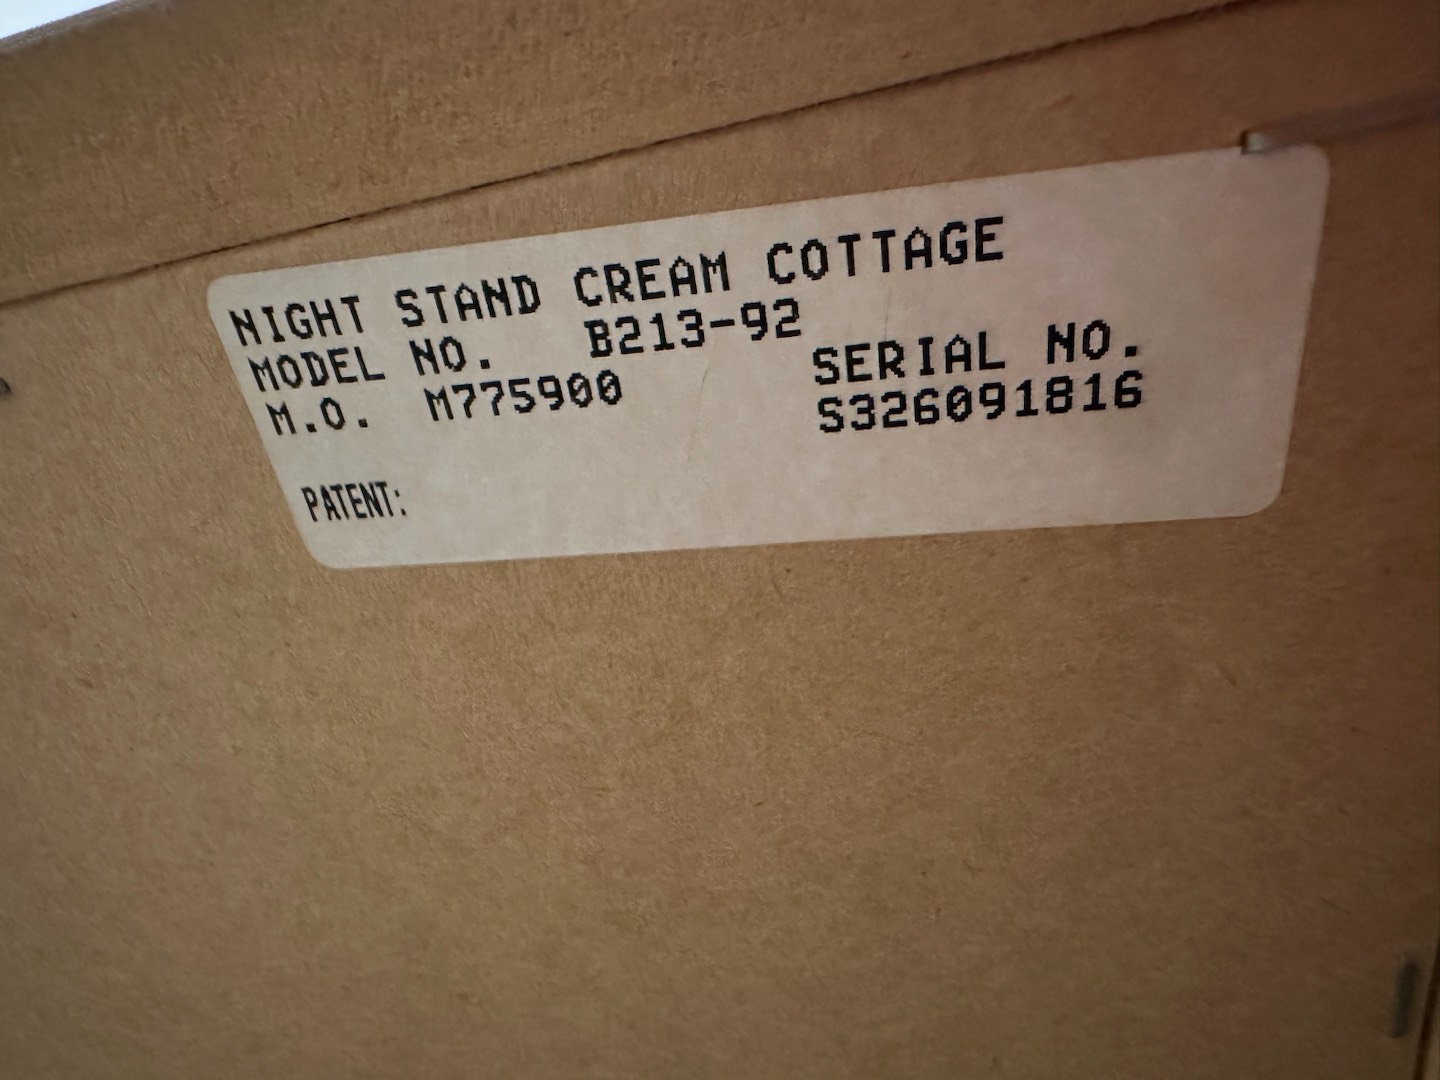 NIGHT STAND CREAM COTTAGE
MODEL NO. B213-92
SERIAL NO.
M.O. M775900 S326091816
PATENT: